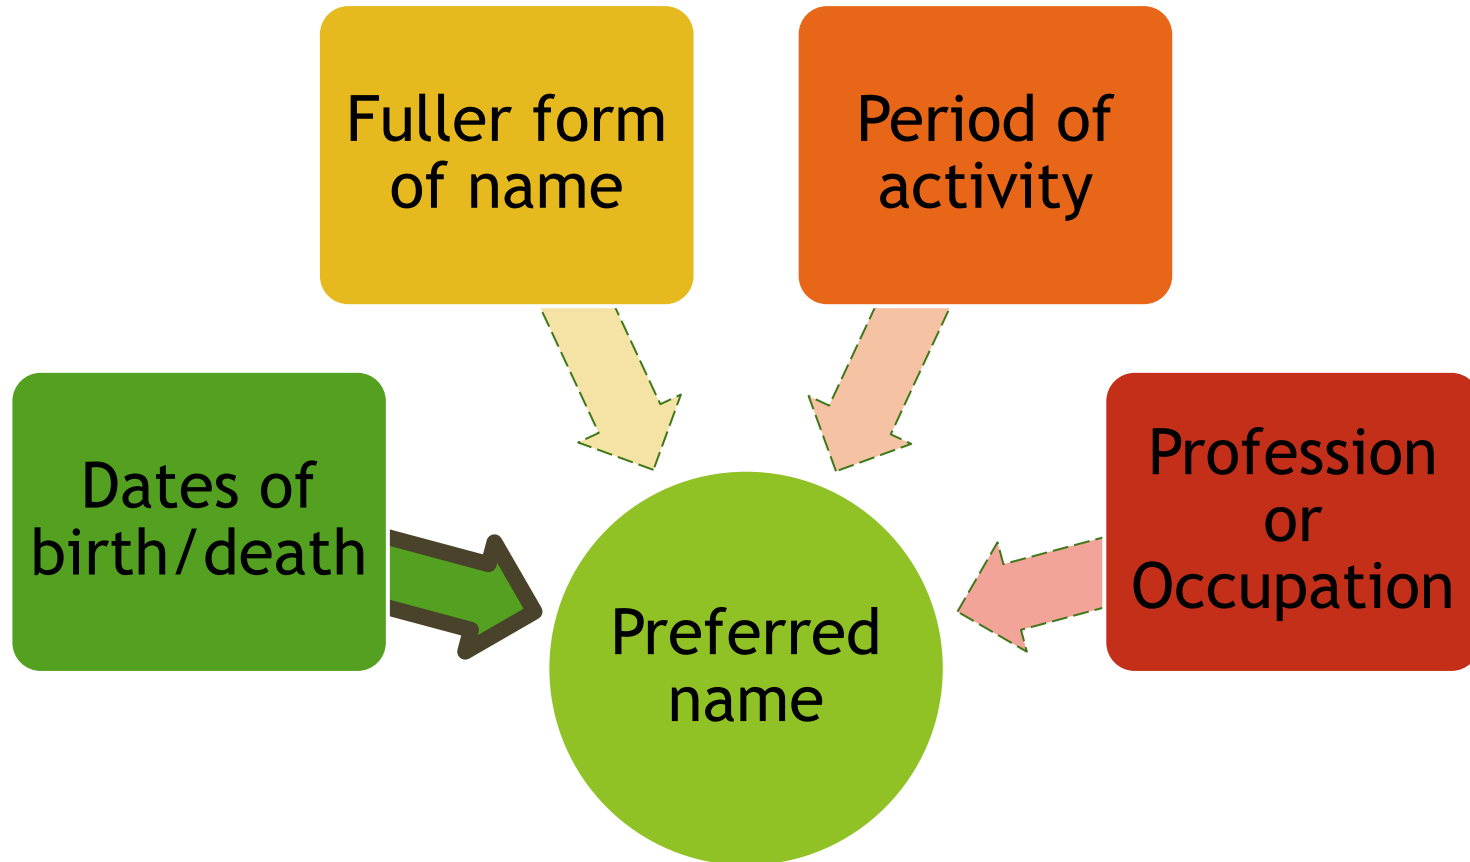 Fuller form
of name
Period of
activity
Dates of
birth/death
Profession
or
Occupation
Preferred
name